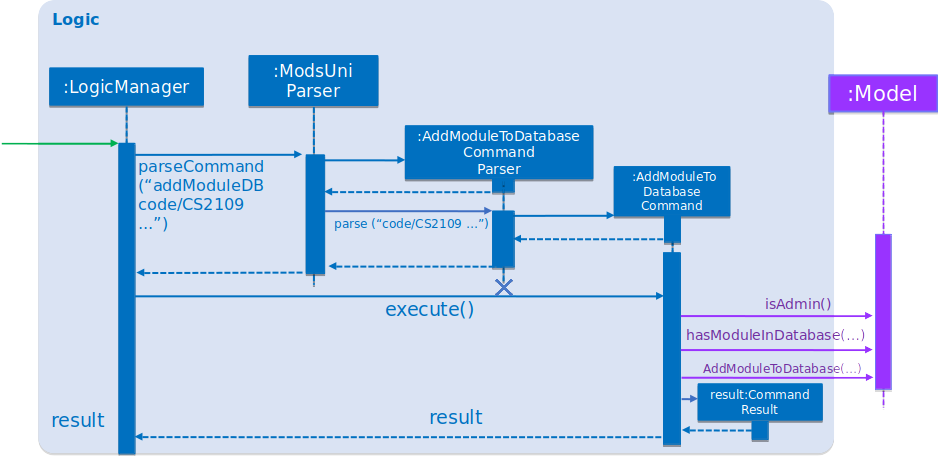 Logic
:LogicManager
:ModsUni
Parser
:Model
:AddModuleToDatabase
Command
Parser
parseCommand
(“addModuleDB
code/CS2109
…”)
:AddModuleTo
Database
Command
parse (“code/CS2109 …”)
execute()
isAdmin()
hasModuleInDatabase(…)
AddModuleToDatabase(…)
result:Command
Result
result
result